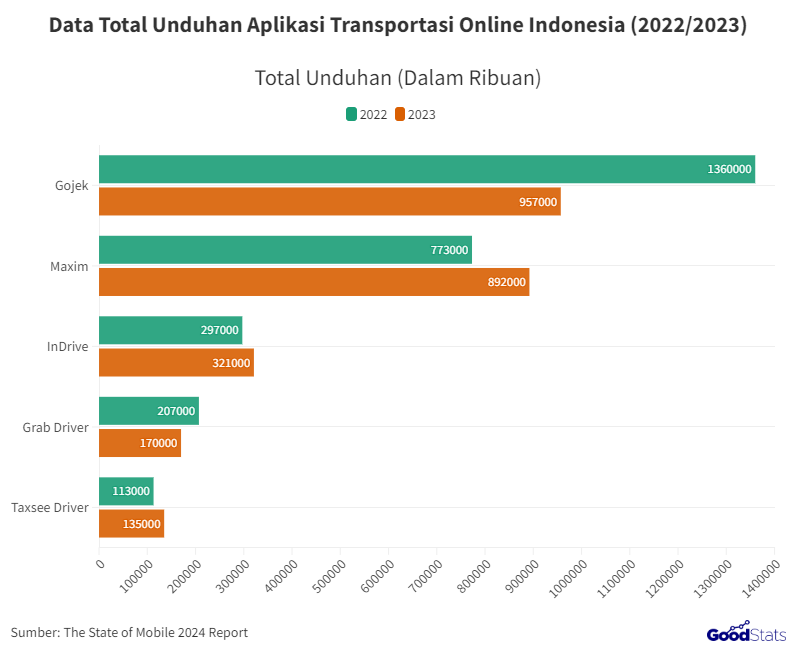 Data Total Unduhan Aplikasi Transportasi Online Indonesia (2022/2023)
Total Unduhan (Dalam Ribuan)
2022 2023
Gojek
1360000
957000
Maxim
773000
892000
InDrive
297000
321000
Grab Driver
207000
170000
Taxsee Driver
113000
135000
0 100000 200000 300000 400000 500000 600000 700000 800000 900000 1000000 1100000 1200000 1300000 1400000
Sumber: The State of Mobile 2024 Report
GoodStats